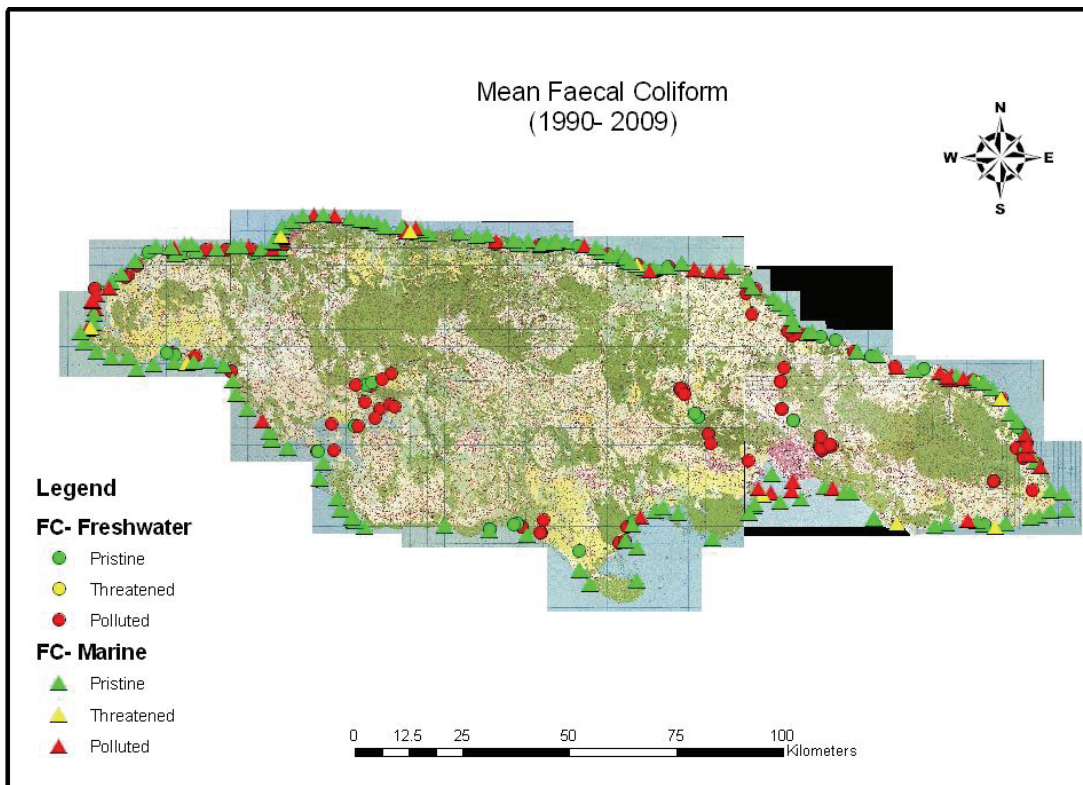 Mean Faecal Coliform
(1990- 2009)
N
W
E
S
Legend
FC- Freshwater
Pristine
Threatened
Polluted
FC- Marine
Pristine
Threatened
Polluted
0 12.5 25 50 75 100
Kilometers